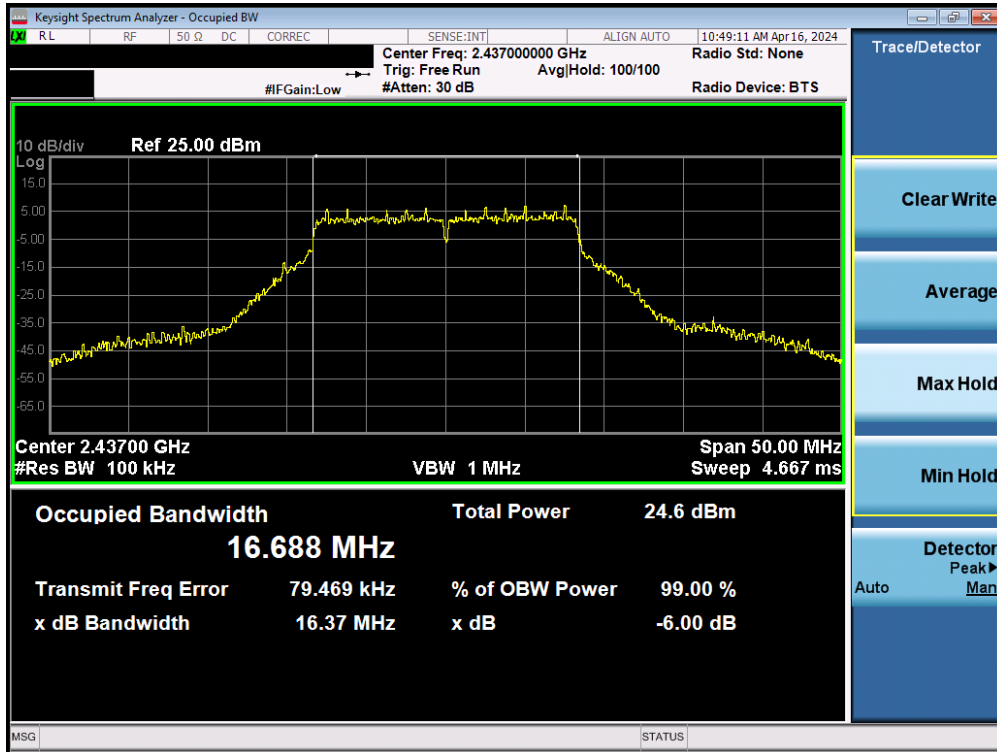 Keysight Spectrum Analyzer - Occupied BW
LXI RL RF 50 Ω DC CORREC SENSE:INT ALIGN AUTO 10:49:11 AM Apr 16, 2024
Center Freq: 2.437000000 GHz Radio Std: None
Trig: Free Run Avg|Hold: 100/100
#IFGain:Low #Atten: 30 dB Radio Device: BTS
Trace/Detector
10 dB/div Ref 25.00 dBm
Log
15.0
5.00
-5.00
-15.0
-25.0
-35.0
-45.0
-55.0
-65.0
Center 2.43700 GHz Span 50.00 MHz
#Res BW 100 kHz VBW 1 MHz Sweep 4.667 ms
Clear Write
Average
Max Hold
Min Hold
Detector
Peak▶
Auto Man
Occupied Bandwidth Total Power 24.6 dBm
16.688 MHz
Transmit Freq Error 79.469 kHz % of OBW Power 99.00 %
x dB Bandwidth 16.37 MHz x dB -6.00 dB
MSG STATUS